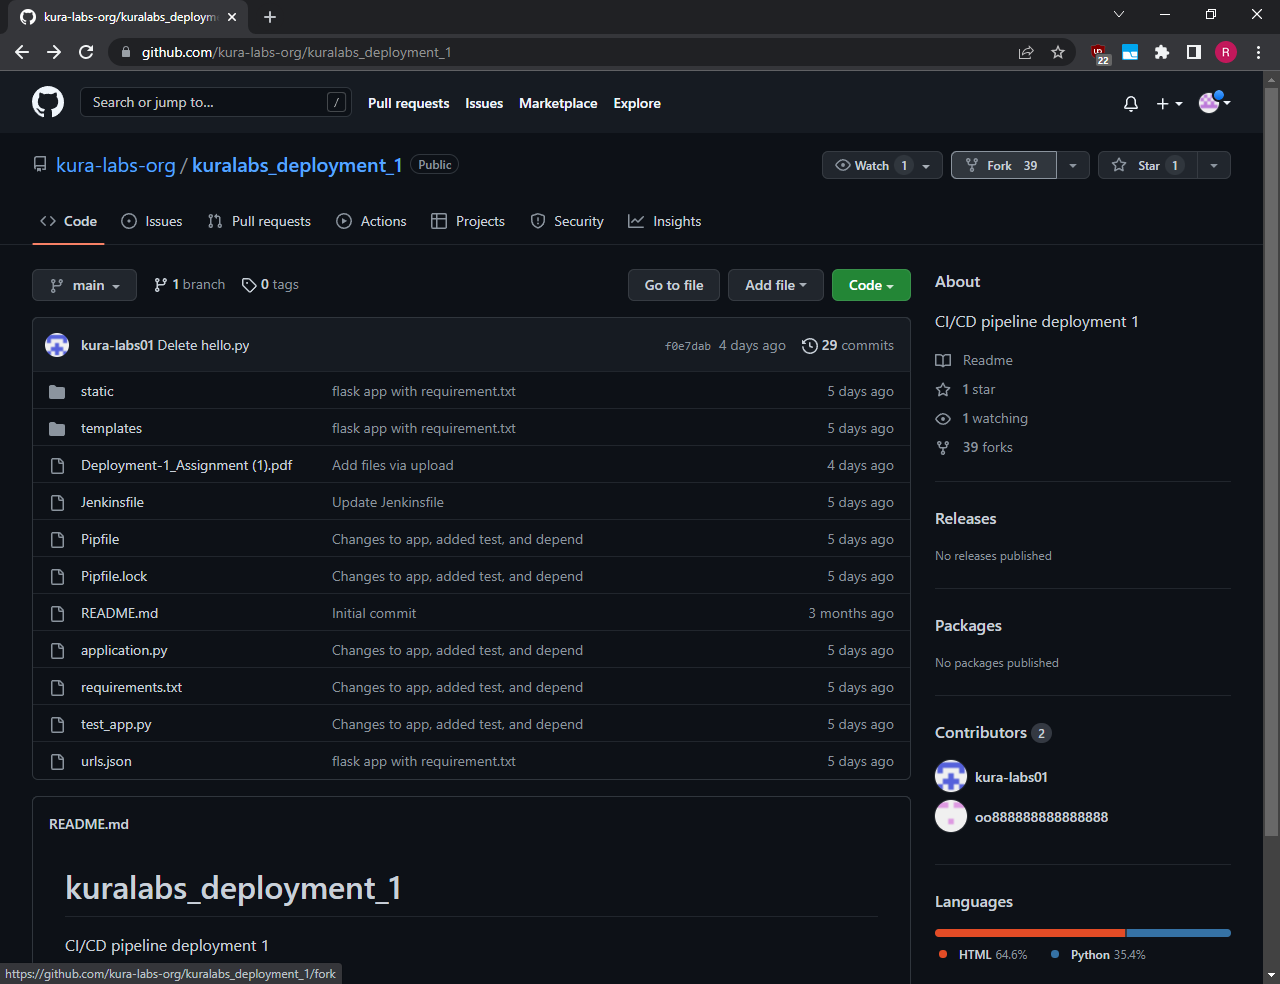 kura-labs-org/kuralabs_deployme
github.com/kura-labs-org/kuralabs_deployment_1
22
R
Search or jump to...
/
Pull requests
Issues
Marketplace
Explore
kura-labs-org / kuralabs_deployment_1
Public
Watch 1
Fork 39
Star 1
Code
Issues
Pull requests
Actions
Projects
Security
Insights
main
1 branch
0 tags
Go to file
Add file
Code
kura-labs01 Delete hello.py
f0e7dab 4 days ago
29 commits
static flask app with requirement.txt 5 days ago
templates flask app with requirement.txt 5 days ago
Deployment-1_Assignment (1).pdf Add files via upload 4 days ago
Jenkinsfile Update Jenkinsfile 5 days ago
Pipfile Changes to app, added test, and depend 5 days ago
Pipfile.lock Changes to app, added test, and depend 5 days ago
README.md Initial commit 3 months ago
application.py Changes to app, added test, and depend 5 days ago
requirements.txt Changes to app, added test, and depend 5 days ago
test_app.py Changes to app, added test, and depend 5 days ago
urls.json flask app with requirement.txt 5 days ago
README.md
kuralabs_deployment_1
CI/CD pipeline deployment 1
About
CI/CD pipeline deployment 1
Readme
1 star
1 watching
39 forks
Releases
No releases published
Packages
No packages published
Contributors 2
kura-labs01
oo888888888888888
Languages
HTML 64.6%
Python 35.4%
https://github.com/kura-labs-org/kuralabs_deployment_1/fork